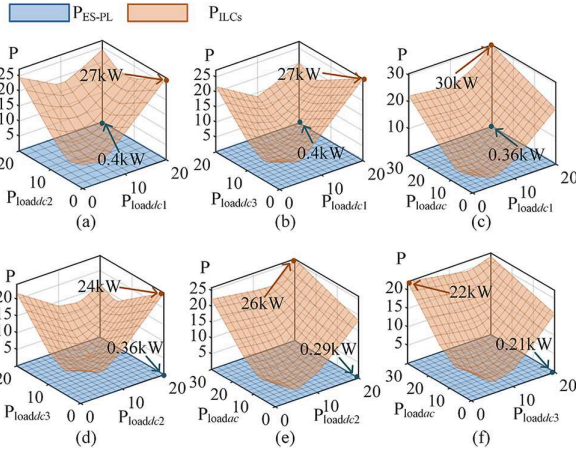 P_ES-PL P_ILCs
P P P
25 20 15 10 5 27kW 0.4kW 20 10 0 0 10 20
P_loaddc2 P_loaddc1
25 20 15 10 5 27kW 0.4kW 20 10 0 0 10 20
P_loaddc3 P_loaddc1
30 20 10 30kW 0.36kW 30 20 10 0 0 10 20
P_loadac P_loaddc1
(a) (b) (c)
P P P
20 15 10 5 24kW 0.36kW 20 10 0 0 10 20
P_loaddc3 P_loaddc2
25 20 15 10 5 26kW 0.29kW 30 20 10 0 0 10 20
P_loadac P_loaddc2
20 15 10 5 22kW 0.21kW 30 20 10 0 0 10 20
P_loadac P_loaddc3
(d) (e) (f)